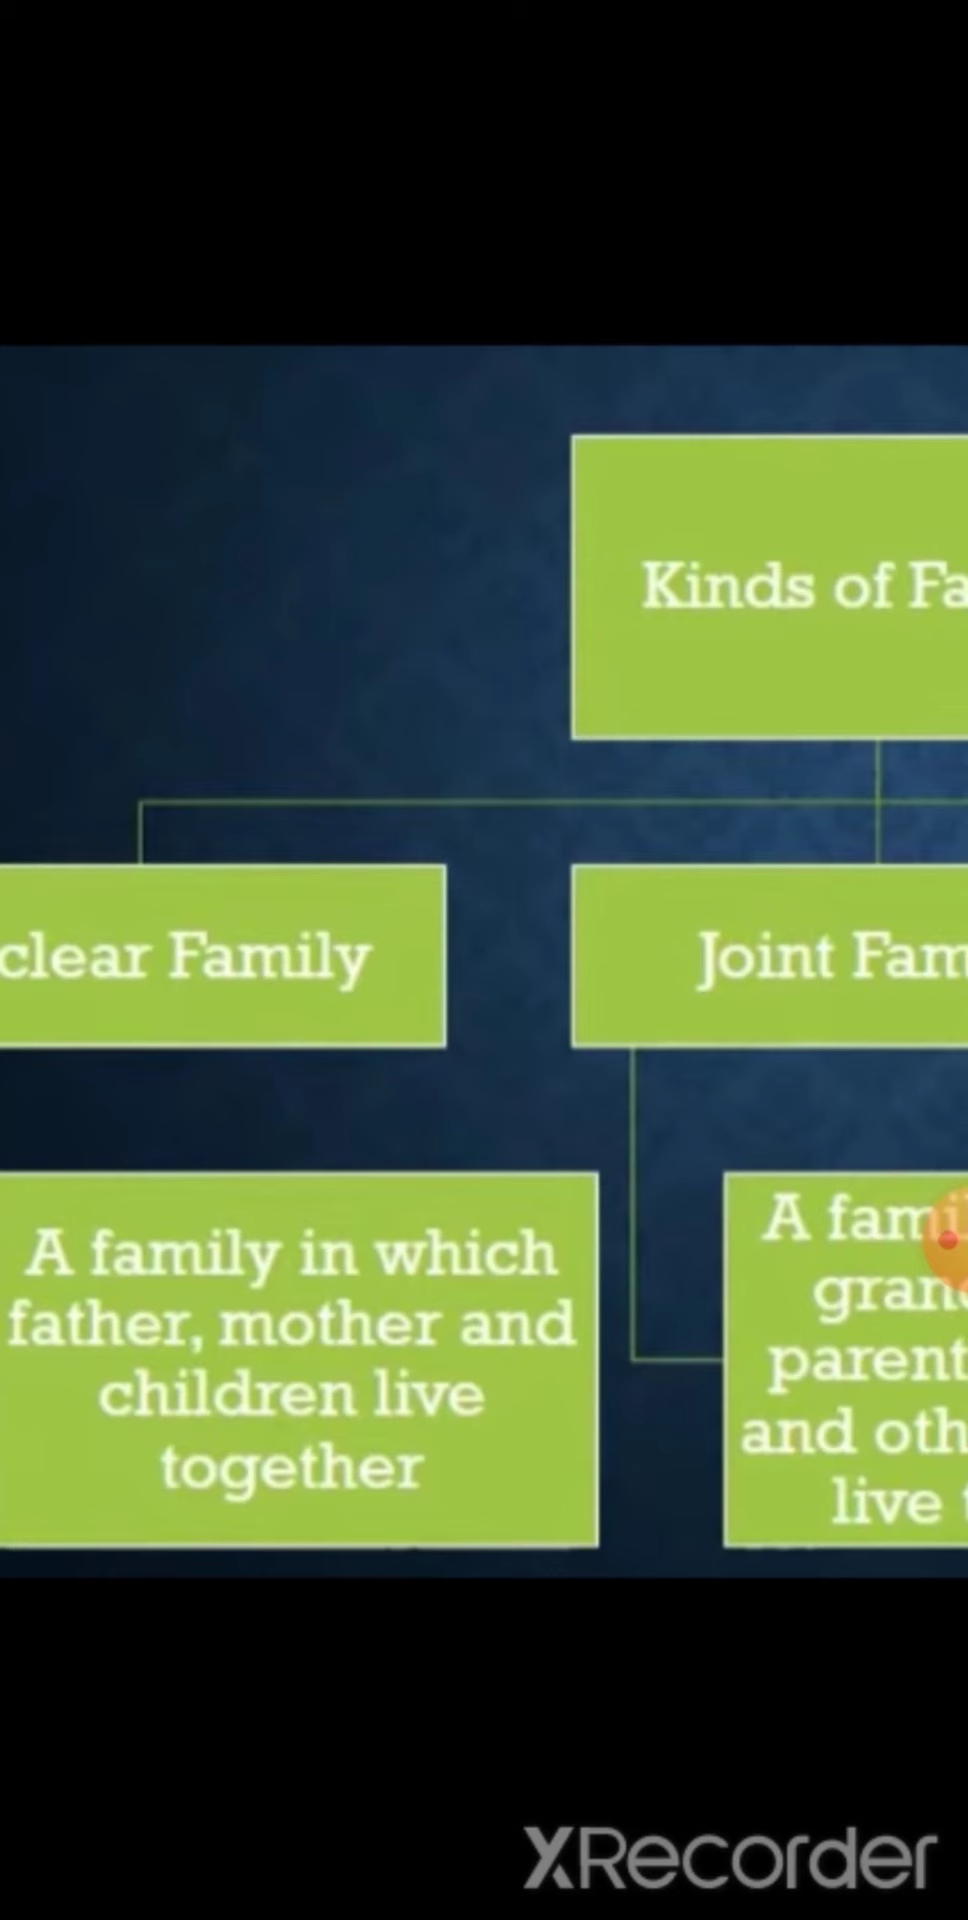 Kinds of Fa
clear Family
Joint Fam
A family in which
father, mother and
children live
together
A fami
gran
parent
and oth
live t
XRecorder